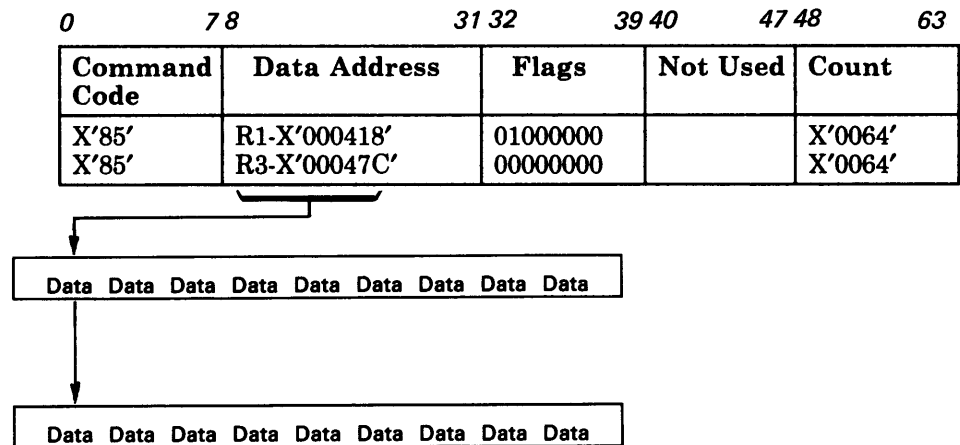 0 7 8 31 32 39 40 47 48 63
Command Code Data Address Flags Not Used Count
X'85' R1-X'000418' 01000000 X'0064'
X'85' R3-X'00047C' 00000000 X'0064'
Data Data Data Data Data Data Data Data Data
Data Data Data Data Data Data Data Data Data